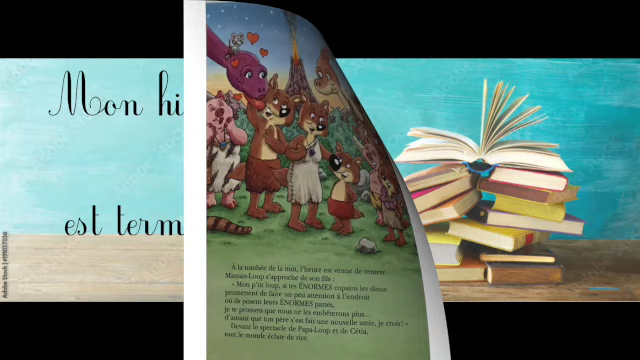 Mon hi
est term
À la tombée de la nuit, l'heure est venue de rentrer.
Maman-Loup s'approche de son fils :
« Mon p'tit loup, si tes ÉNORMES copains les dinos
promenent de faire un peu attention à l'endroit
où ils posent leurs ÉNORMES pattes,
je te promets que nous ne les embêterons plus...
d'autant que ton père s'est fait une nouvelle amie, je crois ! »
Devant le spectacle de Papa-Loup et de Célia,
tout le monde éclate de rire.
Adobe Stock | #159037016